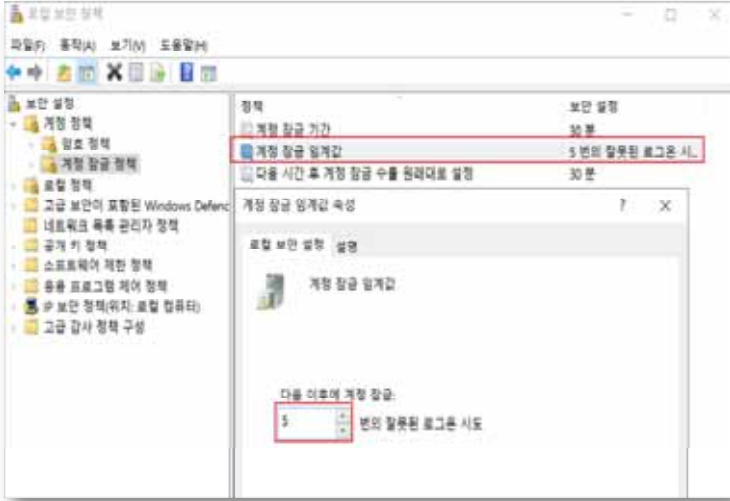 로컬 보안 정책
파일(F) 동작(A) 보기(V) 도움말(H)
보안 설정
계정 정책
암호 정책
계정 잠금 정책
로컬 정책
고급 보안이 포함된 Windows Defenc
네트워크 목록 관리자 정책
공개 키 정책
소프트웨어 제한 정책
응용 프로그램 제어 정책
IP 보안 정책(위치: 로컬 컴퓨터)
고급 감사 정책 구성
정책 보안 설정
계정 잠금 기간 30 분
계정 잠금 임계값 5 번의 잘못된 로그온 시...
다음 시간 후 계정 잠금 수를 원래대로 설정 30 분
계정 잠금 임계값 속성 ? ×
로컬 보안 설정 설명
계정 잠금 임계값
다음 이후에 계정 잠금:
5 번의 잘못된 로그온 시도